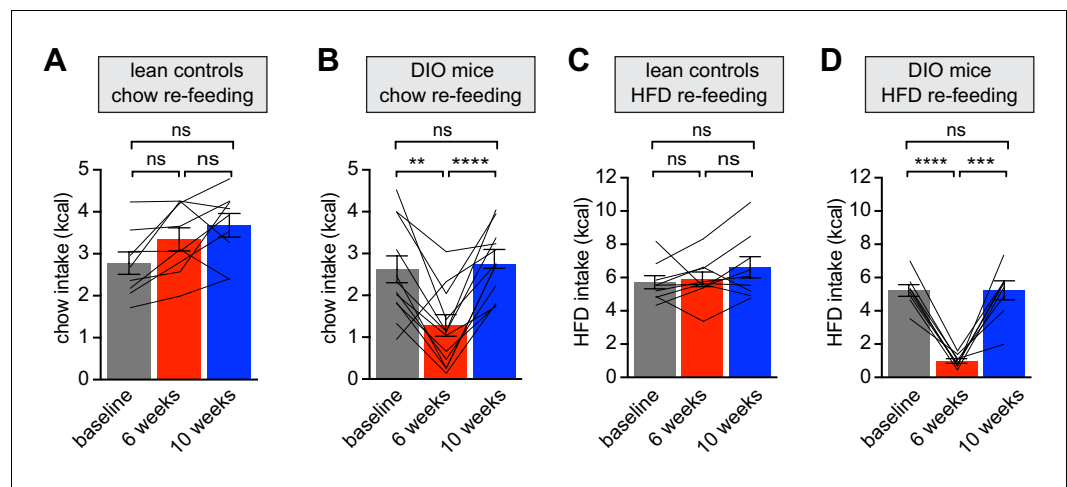 A
lean controls
chow re-feeding
ns
ns
ns
chow intake (kcal)
5
4
3
2
1
0
baseline
6 weeks
10 weeks
B
DIO mice
chow re-feeding
ns
**
****
chow intake (kcal)
5
4
3
2
1
0
baseline
6 weeks
10 weeks
C
lean controls
HFD re-feeding
ns
ns
ns
HFD intake (kcal)
12
10
8
6
4
2
0
baseline
6 weeks
10 weeks
D
DIO mice
HFD re-feeding
ns
****
***
HFD intake (kcal)
12
10
8
6
4
2
0
baseline
6 weeks
10 weeks